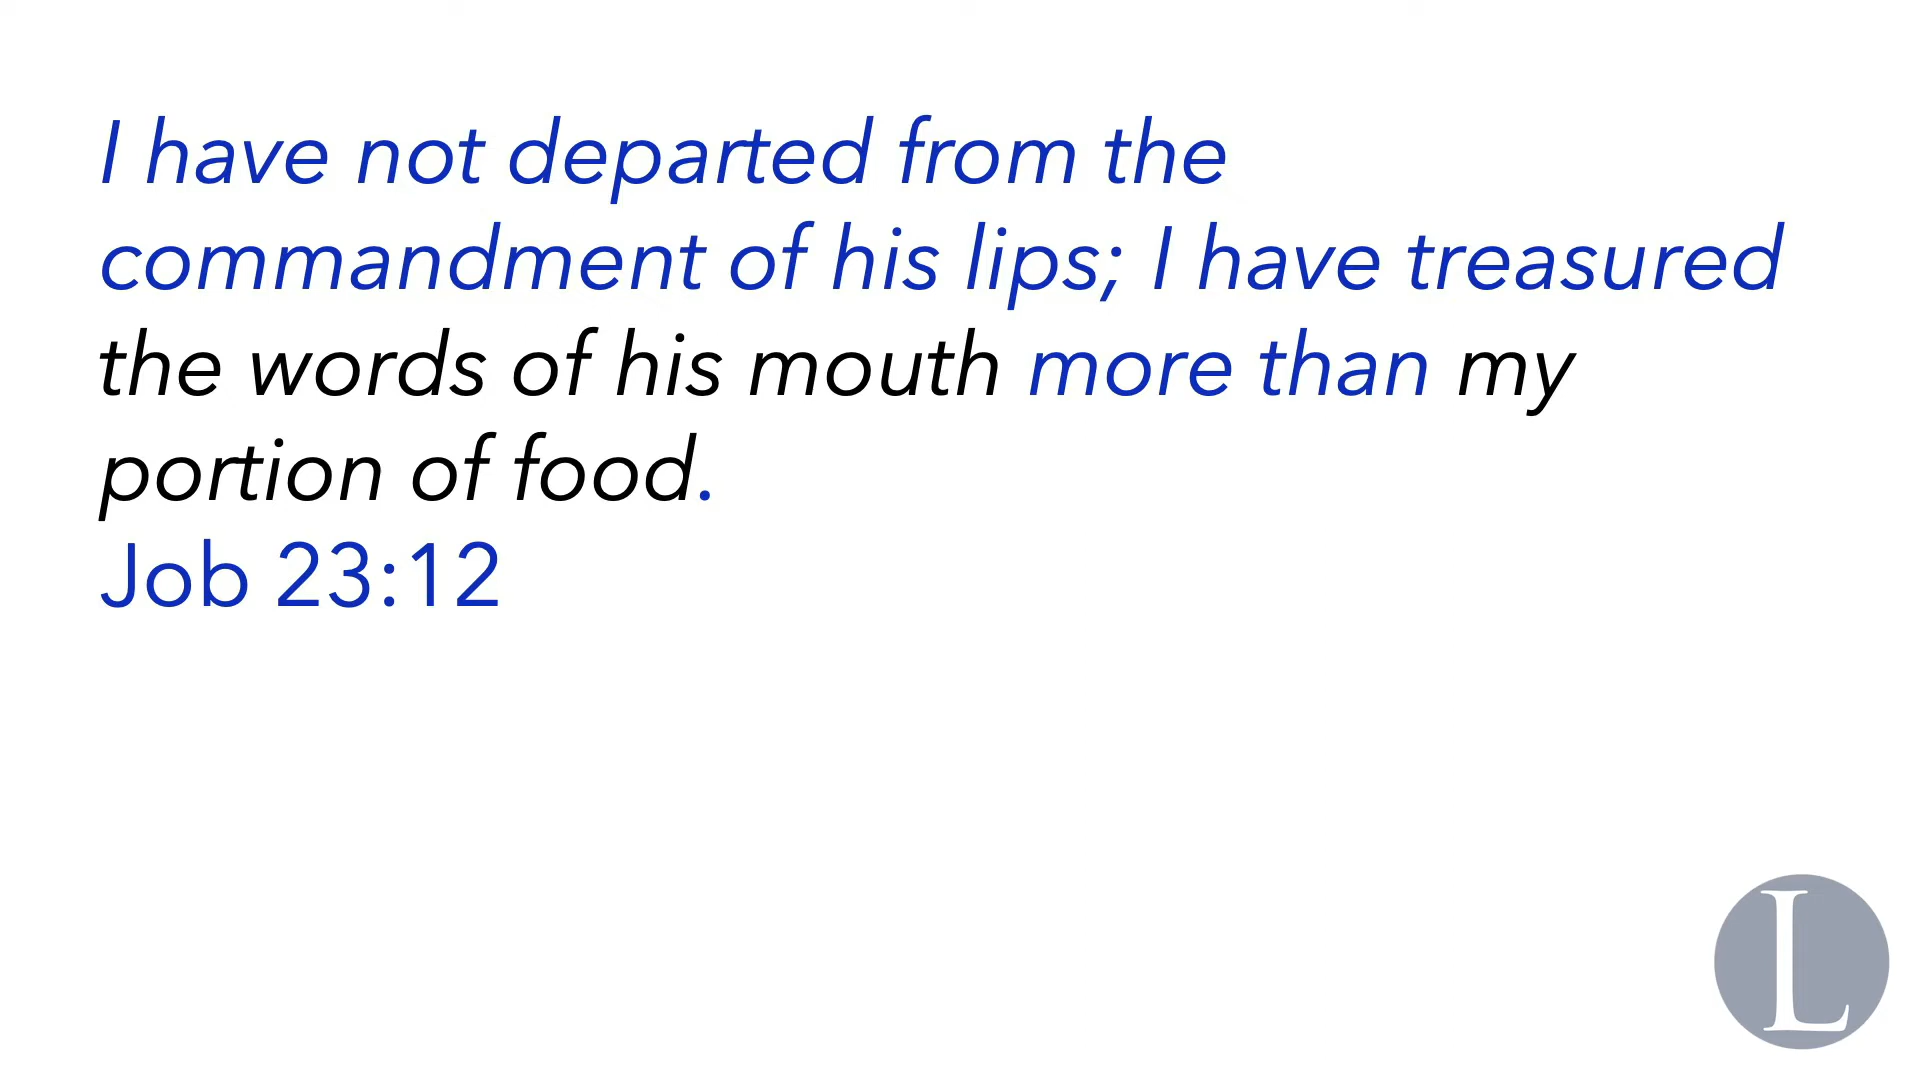 I have not departed from the
commandment of his lips; I have treasured
the words of his mouth more than my
portion of food.
Job 23:12
L